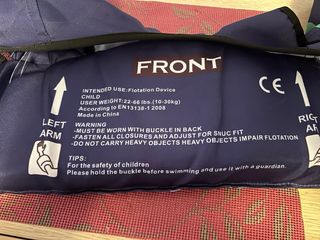 FRONT
INTENDED USE:Flotation Device
CHILD
USER WEIGHT:22-66 lbs.(10-30kg)
According to EN13138-1 2008
Made in China
CE
LEFT
ARM
RIG
ARM
WARNING
-MUST BE WORN WITH BUCKLE IN BACK
-FASTEN ALL CLOSURES AND ADJUST FOR SNUG FIT
-DO NOT CARRY HEAVY OBJECTS HEAVY OBJECTS IMPAIR FLOTATION
TIPS:
For the safety of children
Please hold the buckle before swimming and use it with a guardian.